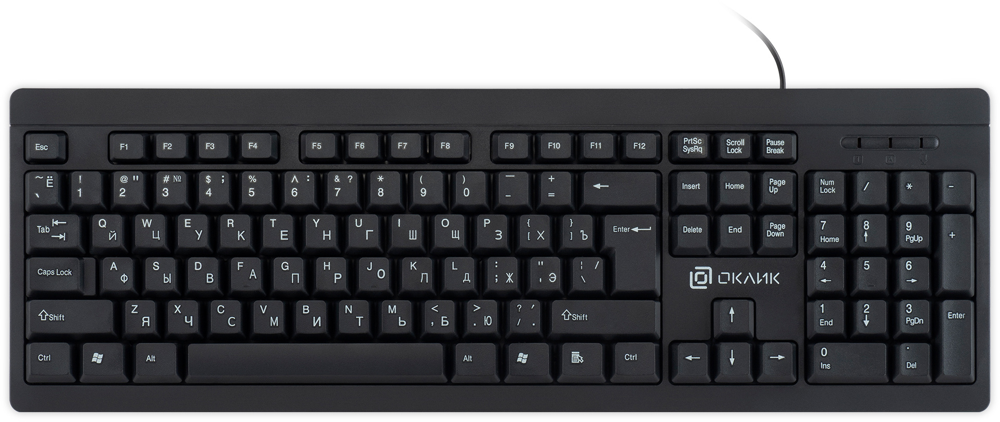 Esc F1 F2 F3 F4 F5 F6 F7 F8 F9 F10 F11 F12 PrtSc SysRq Scroll Lock Pause Break
1 A
~ Ё ` ! 1 @ " 2 # № 3 $ ; 4 % 5 ^ : 6 & ? 7 * 8 ( 9 ) 0 — _ + = ← Insert Home Page Up Num Lock / * -
Tab Q Й W Ц E У R К T Е Y Н U Г I Ш O Щ P З { [ Х } ] Ъ Enter Delete End Page Down 7 Home 8 ↑ 9 PgUp +
Caps Lock A Ф S Ы D В F А G П H Р J О K Л L Д : ; Ж " ' Э ¦ / \ ОКЛИК 4 ← 5 6 →
Shift Z Я X Ч C С V М B И N Т M Ь < , Б > . Ю ? ' / . Shift ↑ 1 End 2 ↓ 3 PgDn Enter
Ctrl Alt Alt Ctrl ← ↓ → 0 Ins . Del